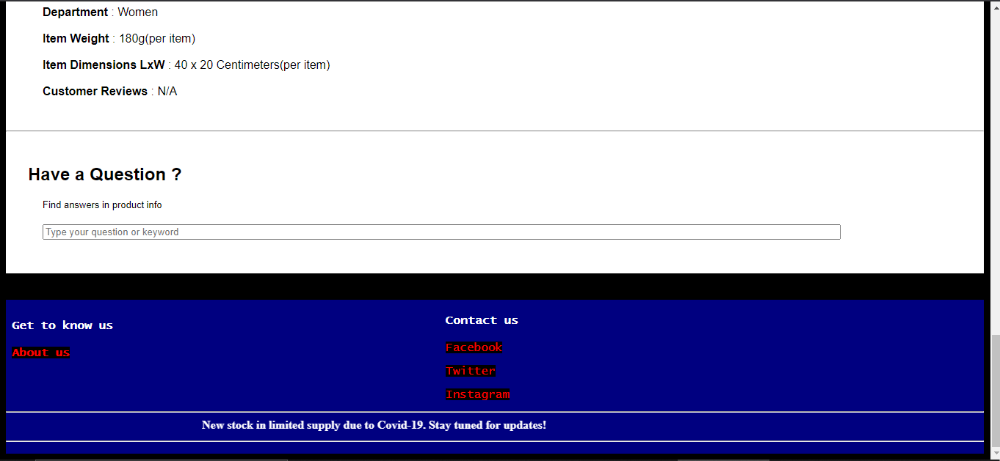 Department : Women
Item Weight : 180g(per item)
Item Dimensions LxW : 40 x 20 Centimeters(per item)
Customer Reviews : N/A
Have a Question ?
Find answers in product info
Type your question or keyword
Get to know us
About us
Contact us
Facebook
Twitter
Instagram
New stock in limited supply due to Covid-19. Stay tuned for updates!